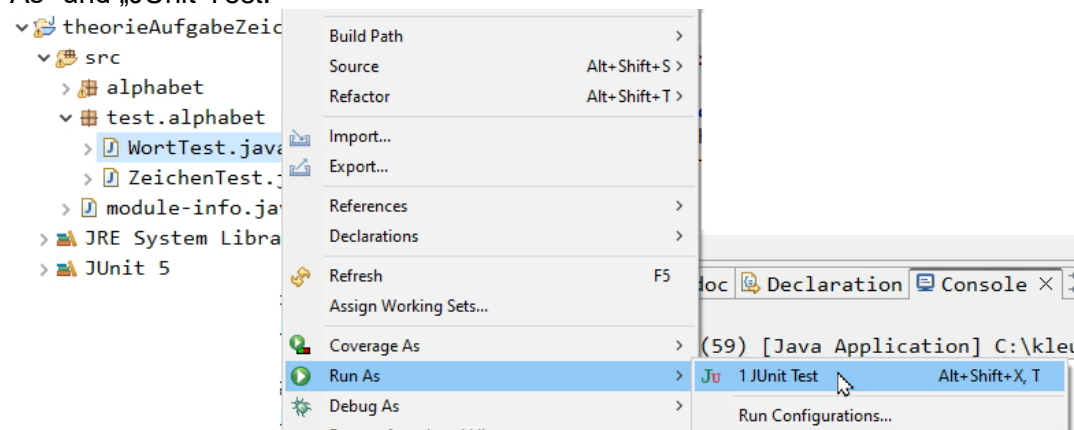 As“ und „JUnit Test“.
theorieAufgabeZeic
src
alphabet
test.alphabet
WortTest.java
ZeichenTest.j
module-info.ja
JRE System Libra
JUnit 5
Build Path
Source Alt+Shift+S
Refactor Alt+Shift+T
Import...
Export...
References
Declarations
Refresh F5
Assign Working Sets...
Coverage As
Run As
Debug As
doc Declaration Console
(59) [Java Application] C:\kleu
Ju 1 JUnit Test Alt+Shift+X, T
Run Configurations...